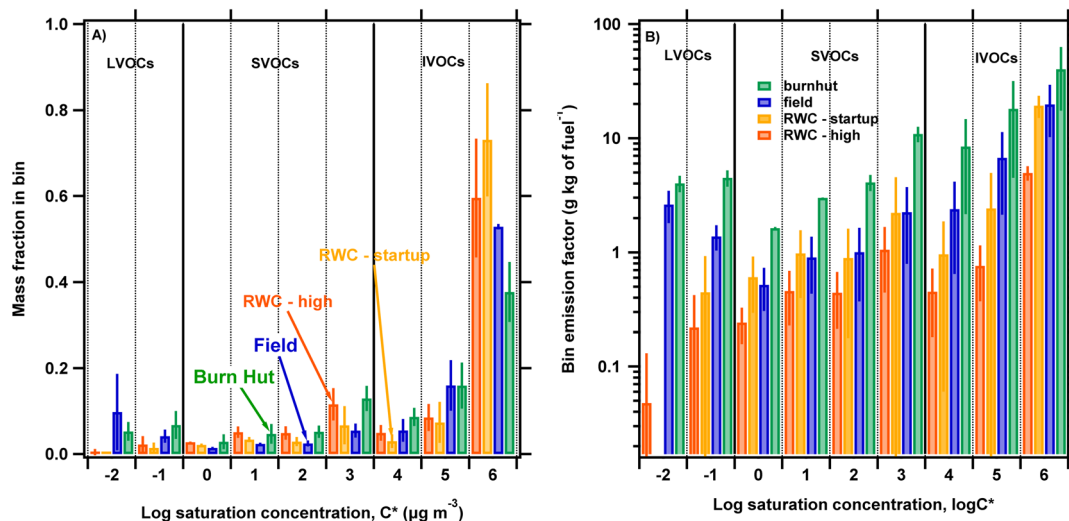 A)
LVOCs
SVOCs
IVOCs
RWC - startup
RWC - high
Field
Burn Hut
Mass fraction in bin
1.0
0.8
0.6
0.4
0.2
0.0
-2 -1 0 1 2 3 4 5 6
Log saturation concentration, C* (µg m⁻³)
B)
LVOCs
SVOCs
IVOCs
burnhut
field
RWC - startup
RWC - high
Bin emission factor (g kg of fuel⁻¹)
100
10
1
0.1
-2 -1 0 1 2 3 4 5 6
Log saturation concentration, logC*